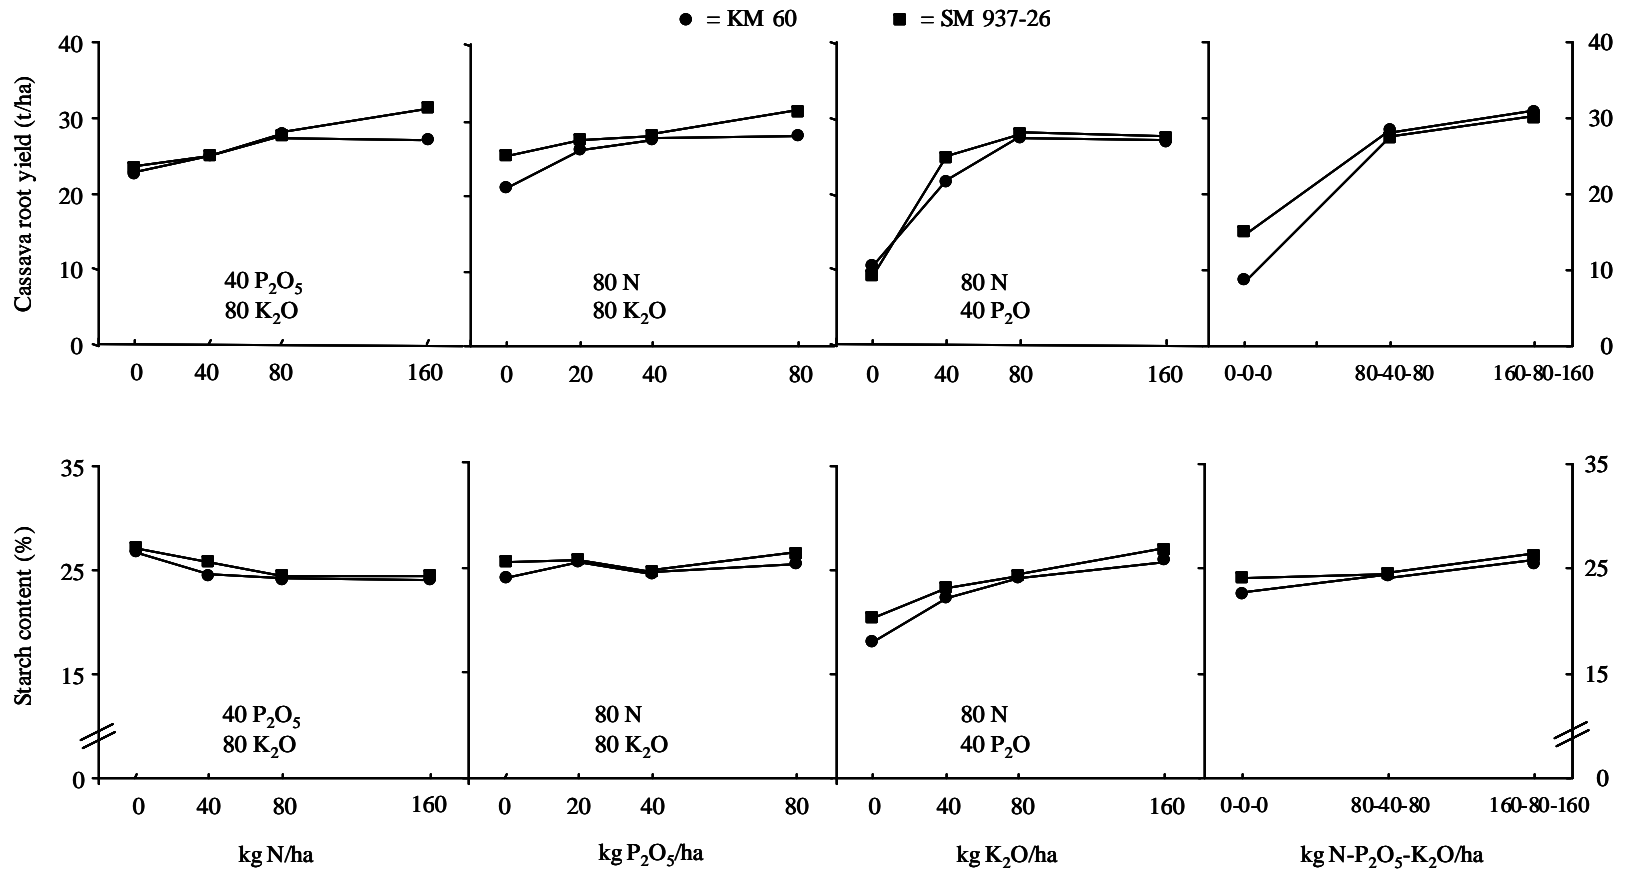 ● = KM 60 ■ = SM 937-26
Cassava root yield (t/ha)
40
30
20
10
0
40 P₂O₅
80 K₂O
80 N
80 K₂O
80 N
40 P₂O
40
30
20
10
0
0 40 80 160
0 20 40 80
0 40 80 160
0-0-0 80-40-80 160-80-160
Starch content (%)
35
25
15
0
40 P₂O₅
80 K₂O
80 N
80 K₂O
80 N
40 P₂O
35
25
15
0
0 40 80 160
0 20 40 80
0 40 80 160
0-0-0 80-40-80 160-80-160
kg N/ha
kg P₂O₅/ha
kg K₂O/ha
kg N-P₂O₅-K₂O/ha